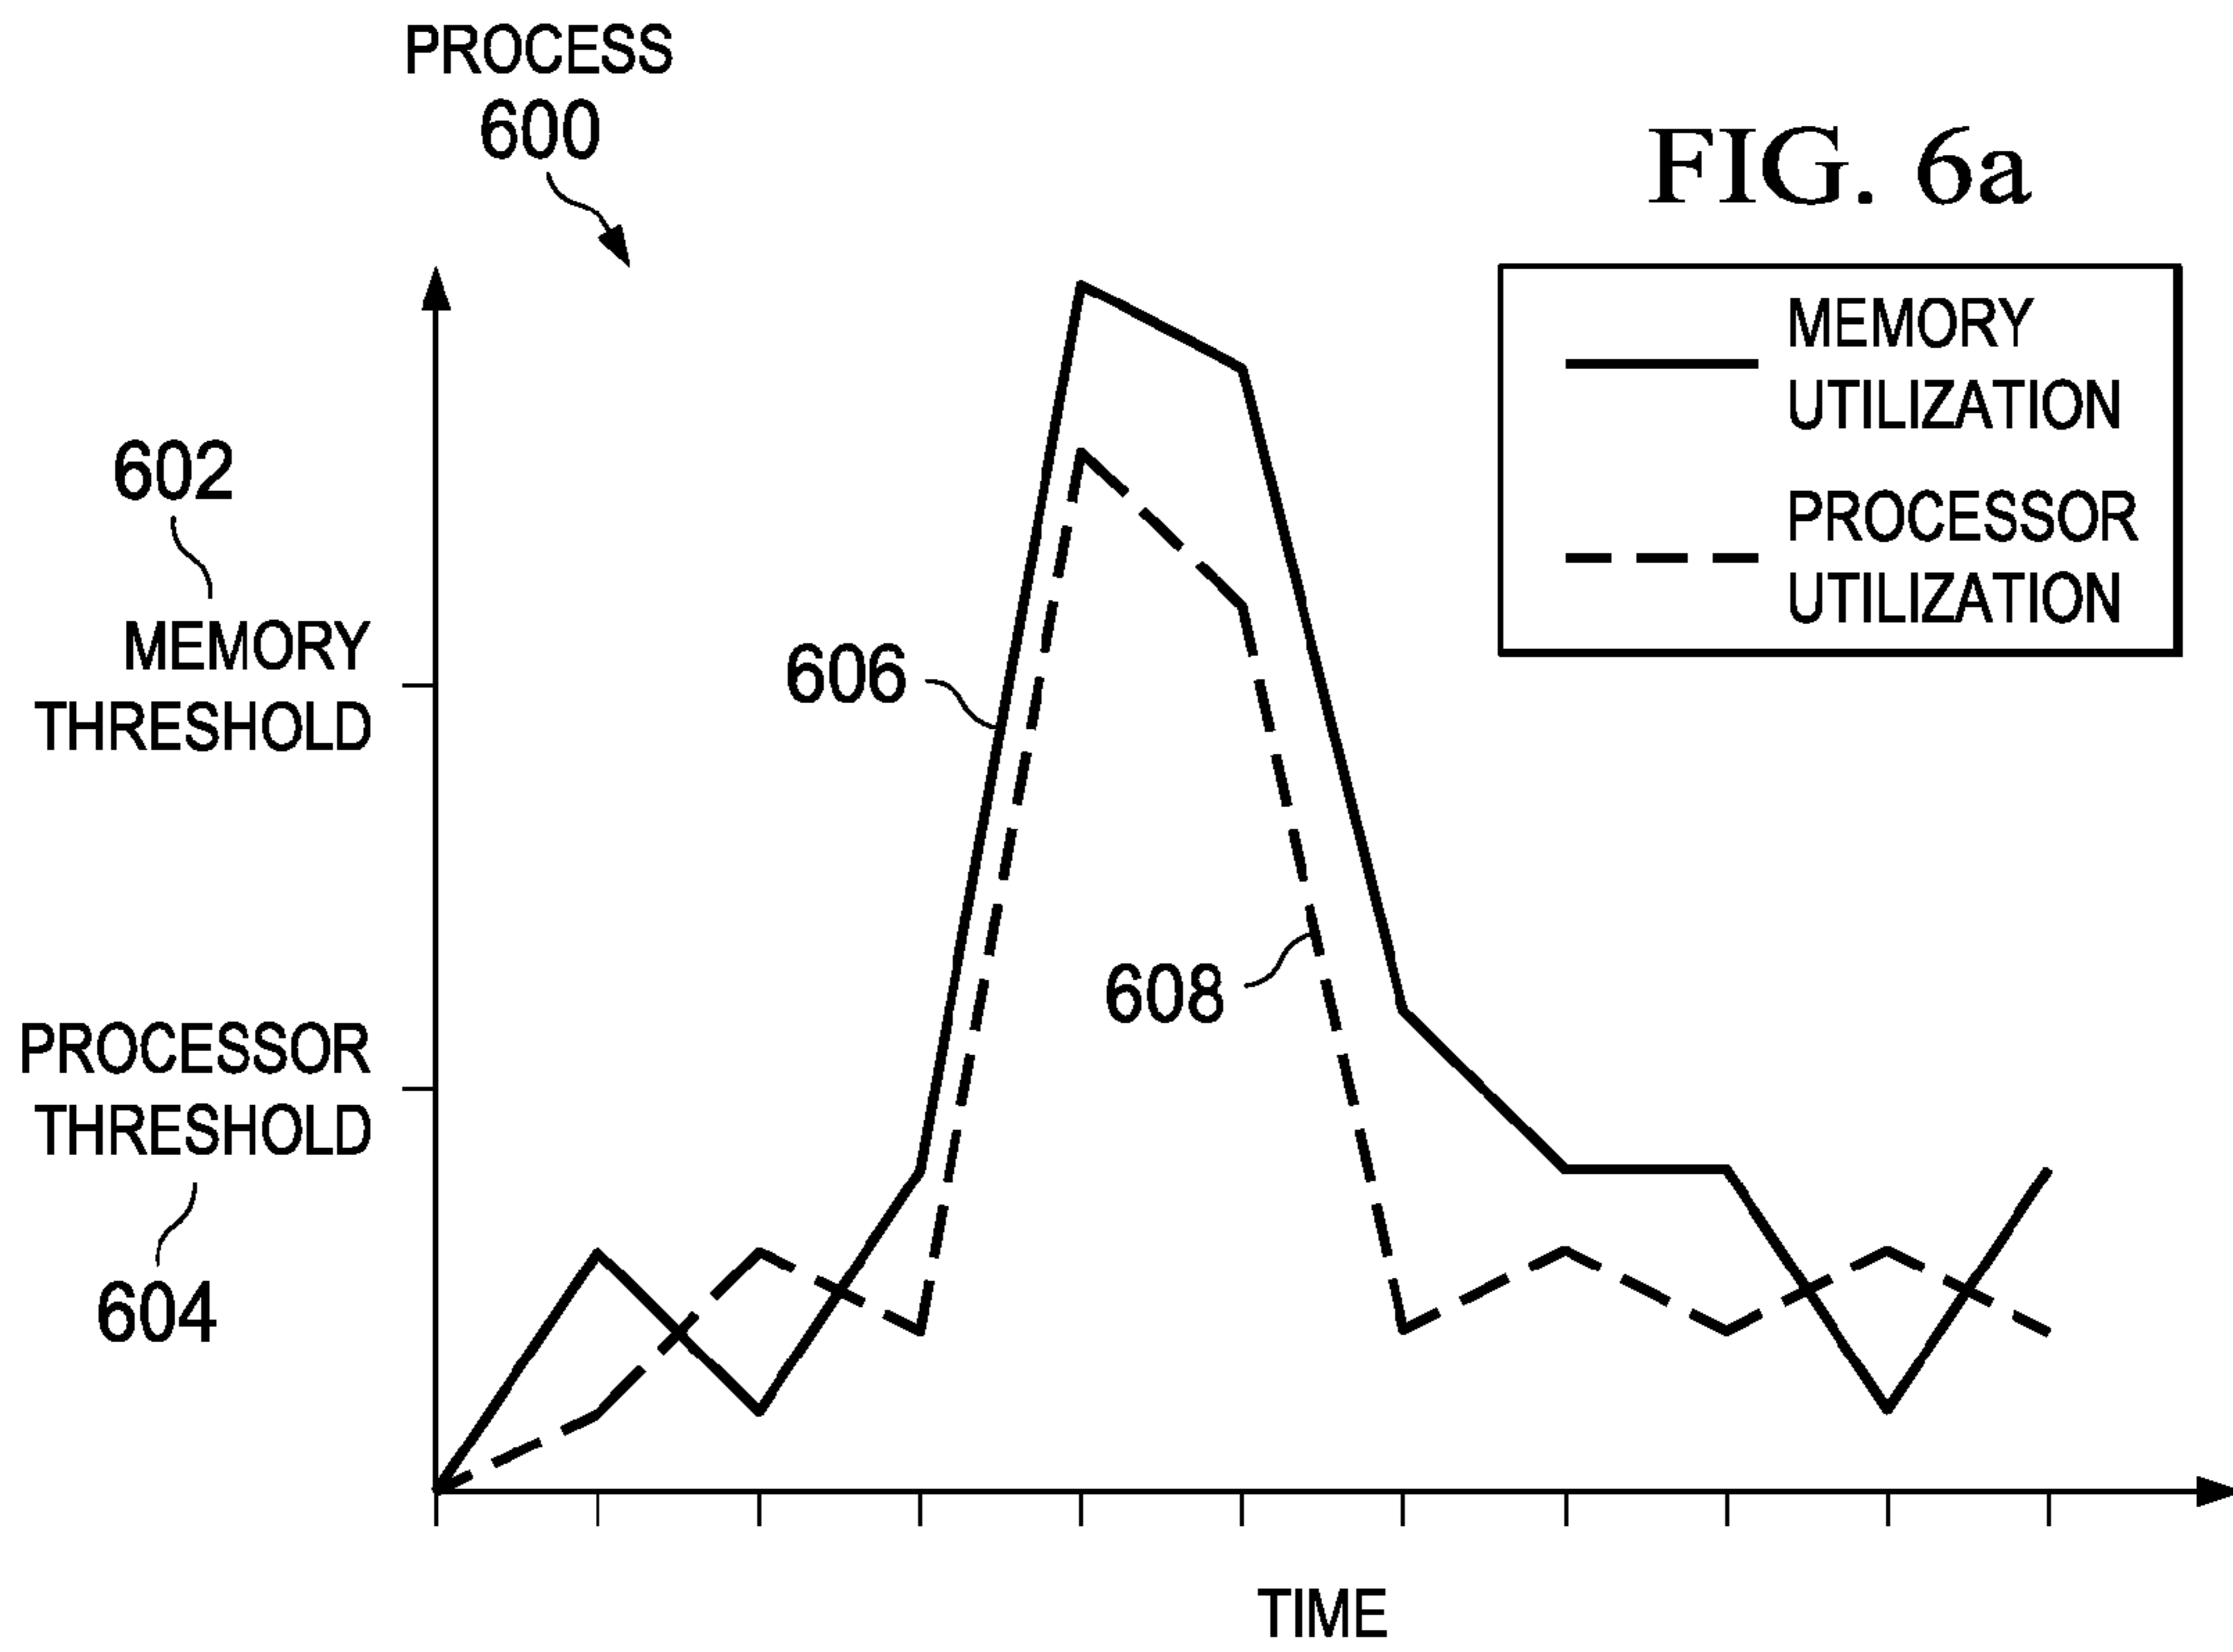 PROCESS
600
FIG. 6a
MEMORY
UTILIZATION
PROCESSOR
UTILIZATION
602
MEMORY
THRESHOLD
606
608
PROCESSOR
THRESHOLD
604
TIME